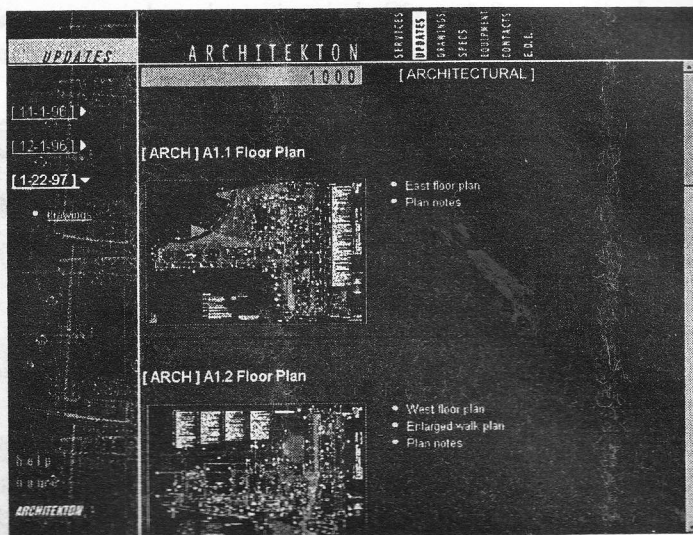 UPDATES
ARCHITEKTON
1000
SERVICES
UPDATES
DRAWINGS
SPECS
EQUIPMENT
CONTACTS
E.D.E.
[ ARCHITECTURAL ]
[ 11-1-96 ]
[ 12-1-96 ]
[ 1-22-97 ]
• Drawings
[ ARCH ] A1.1 Floor Plan
• East floor plan
• Plan notes
[ ARCH ] A1.2 Floor Plan
• West floor plan
• Enlarged walk plan
• Plan notes
help
home
ARCHITEKTON